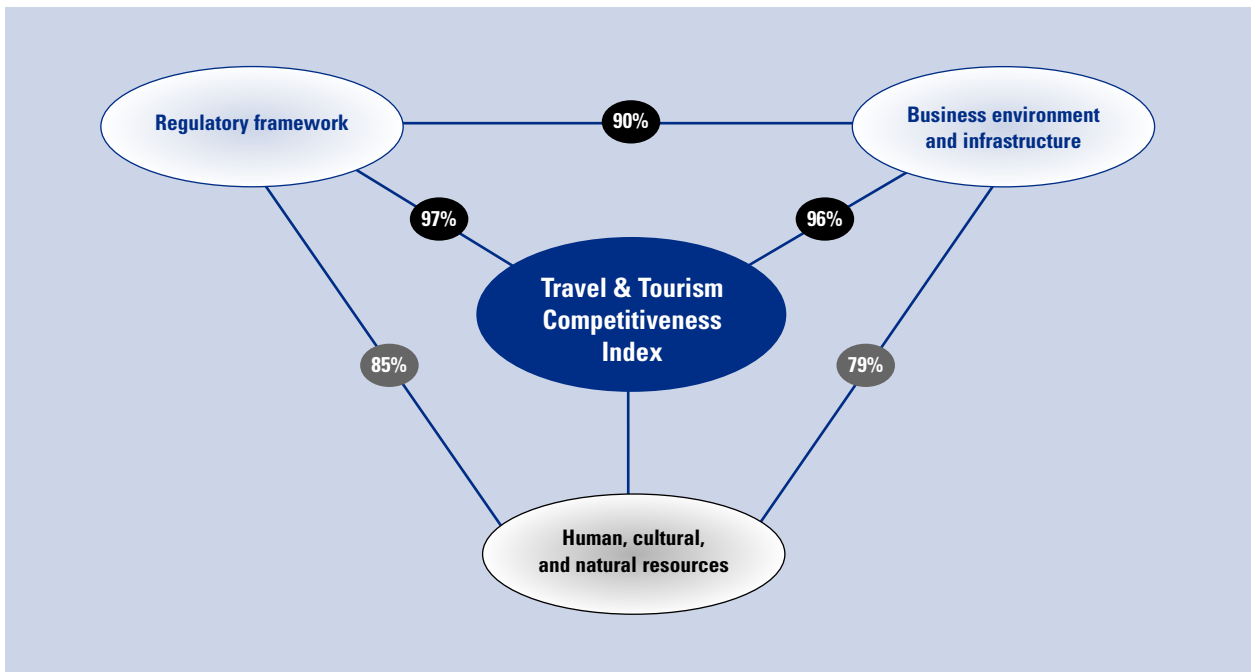 Regulatory framework
90%
Business environment
and infrastructure
97%
96%
Travel & Tourism
Competitiveness
Index
85%
79%
Human, cultural,
and natural resources